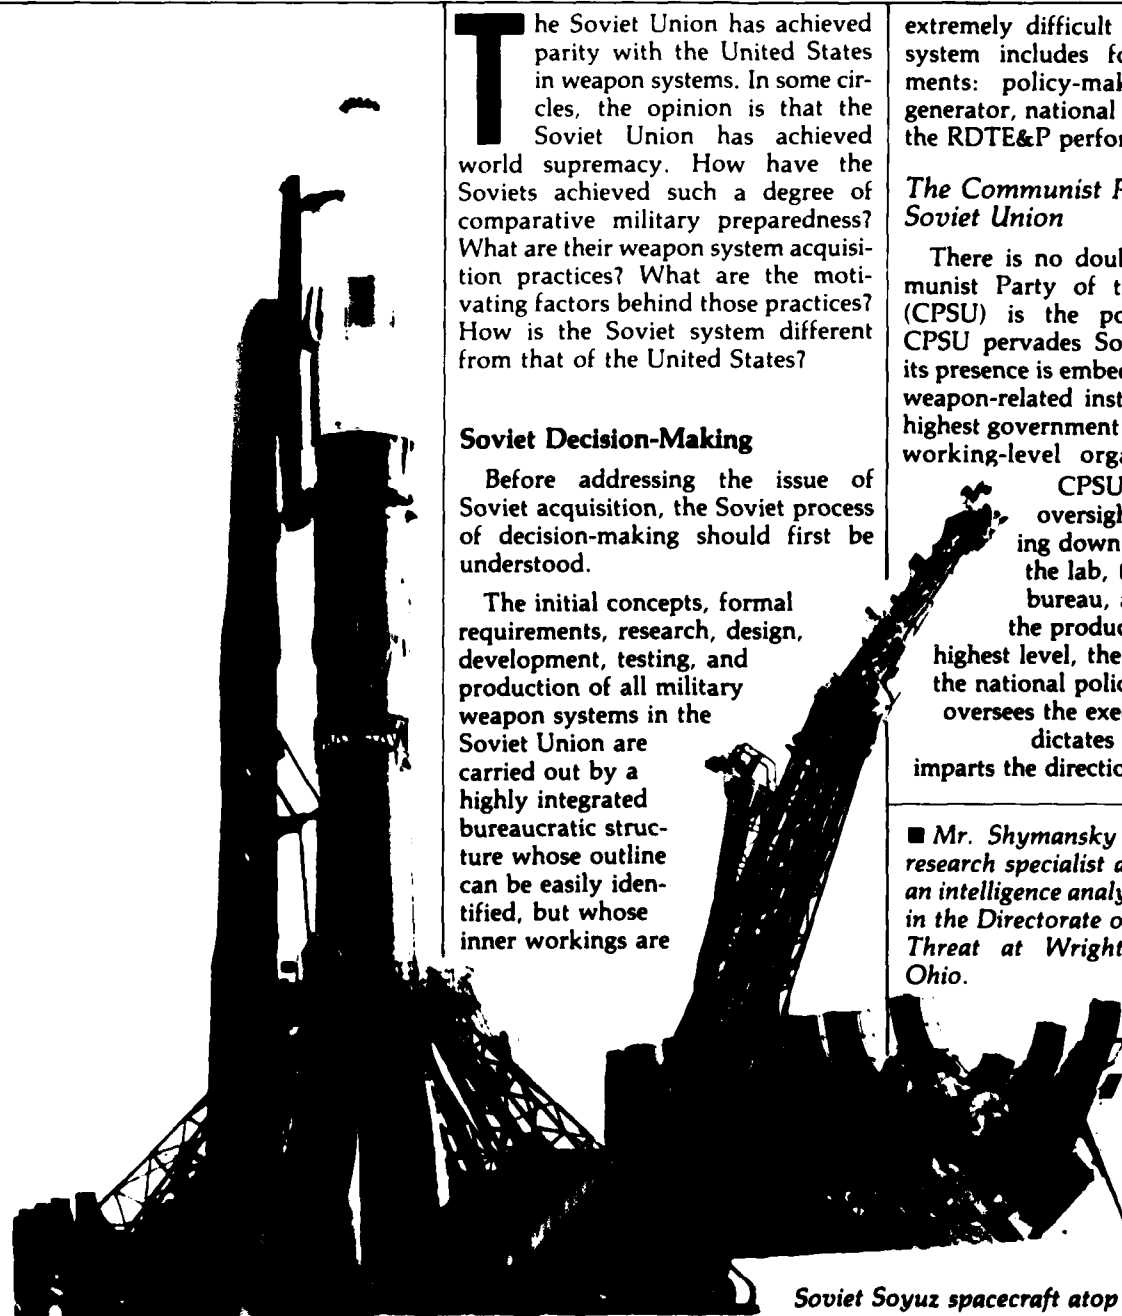 The Soviet Union has achieved
parity with the United States
in weapon systems. In some cir-
cles, the opinion is that the
Soviet Union has achieved
world supremacy. How have the
Soviets achieved such a degree of
comparative military preparedness?
What are their weapon system acquisi-
tion practices? What are the moti-
vating factors behind those practices?
How is the Soviet system different
from that of the United States?
Soviet Decision-Making
Before addressing the issue of
Soviet acquisition, the Soviet process
of decision-making should first be
understood.
The initial concepts, formal
requirements, research, design,
development, testing, and
production of all military
weapon systems in the
Soviet Union are
carried out by a
highly integrated
bureaucratic struc-
ture whose outline
can be easily iden-
tified, but whose
inner workings are
extremely difficult
system includes fo
ments: policy-mak
generator, national
the RDTE&P perfor
The Communist P
Soviet Union
There is no doub
munist Party of t
(CPSU) is the po
CPSU pervades So
its presence is embed
weapon-related inst
highest government
working-level orga
CPSU
oversigh
ing down
the lab, t
bureau, a
the produc
highest level, the
the national polic
oversees the exe
dictates
imparts the directio
■ Mr. Shymansky
research specialist a
an intelligence analy
in the Directorate o
Threat at Wright
Ohio.
Soviet Soyuz spacecraft atop